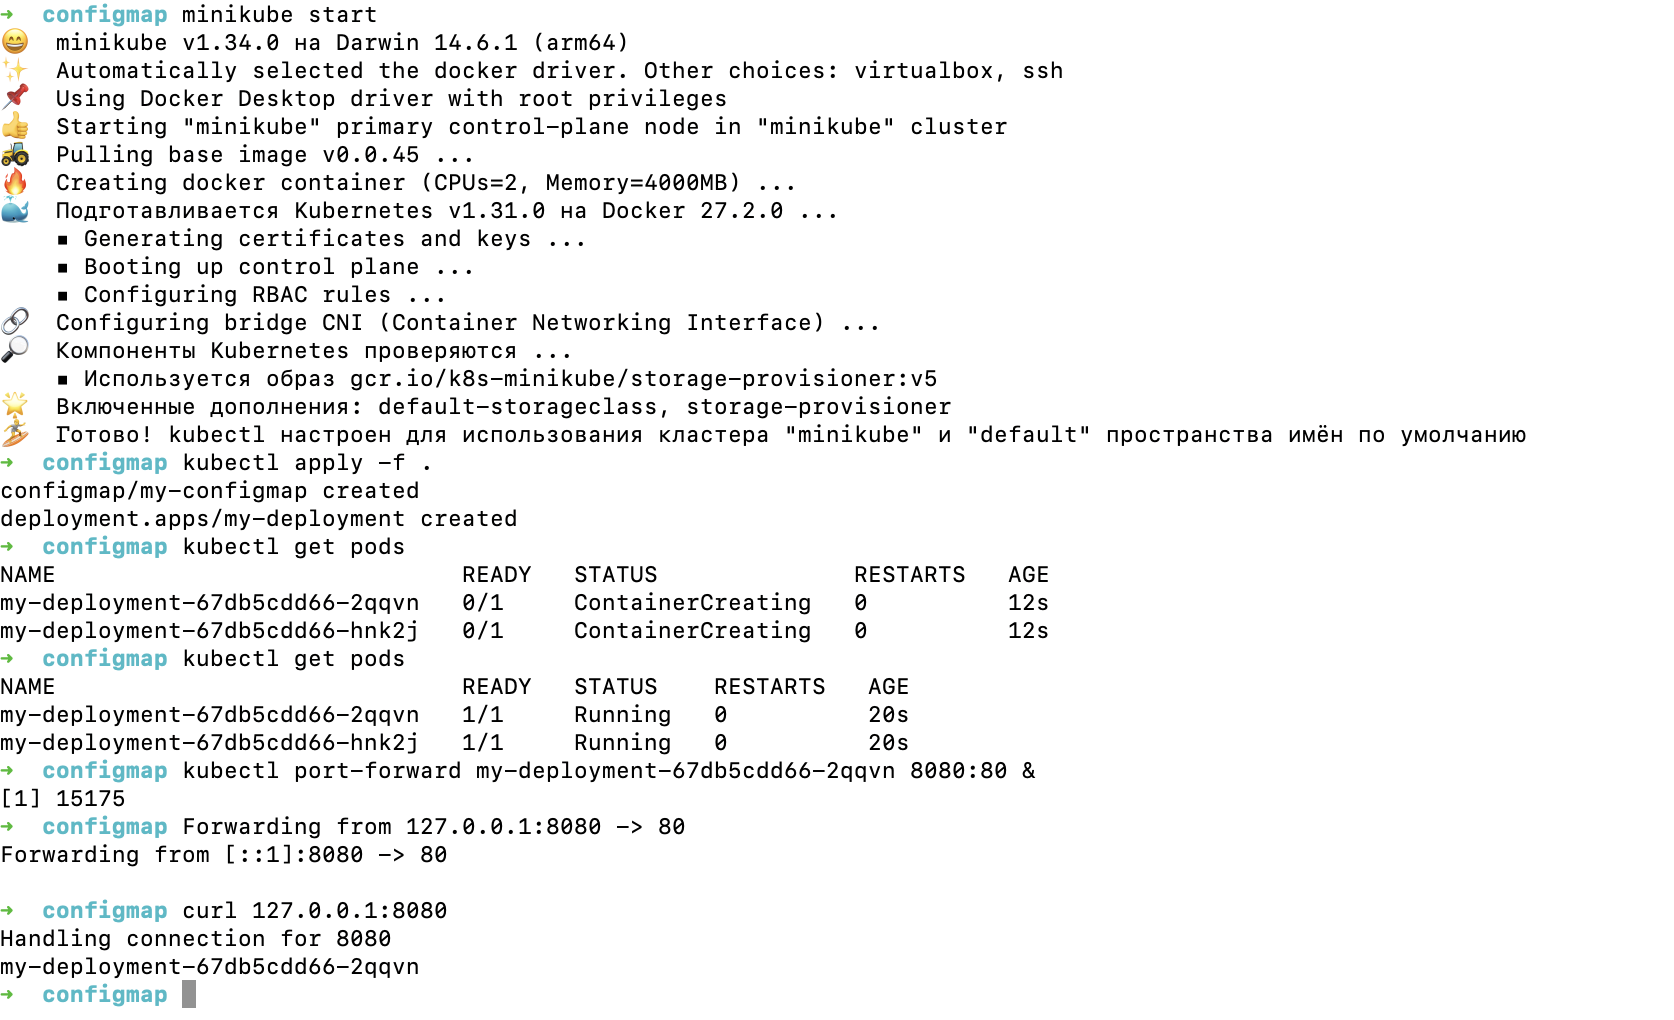 → configmap minikube start
😄 minikube v1.34.0 на Darwin 14.6.1 (arm64)
✨ Automatically selected the docker driver. Other choices: virtualbox, ssh
📌 Using Docker Desktop driver with root privileges
👍 Starting "minikube" primary control-plane node in "minikube" cluster
🚜 Pulling base image v0.0.45 ...
🔥 Creating docker container (CPUs=2, Memory=4000MB) ...
🐳 Подготавливается Kubernetes v1.31.0 на Docker 27.2.0 ...
▪ Generating certificates and keys ...
▪ Booting up control plane ...
▪ Configuring RBAC rules ...
🔗 Configuring bridge CNI (Container Networking Interface) ...
🔎 Компоненты Kubernetes проверяются ...
▪ Используется образ gcr.io/k8s-minikube/storage-provisioner:v5
🌟 Включенные дополнения: default-storageclass, storage-provisioner
🏄 Готово! kubectl настроен для использования кластера "minikube" и "default" пространства имён по умолчанию
→ configmap kubectl apply -f .
configmap/my-configmap created
deployment.apps/my-deployment created
→ configmap kubectl get pods
NAME READY STATUS RESTARTS AGE
my-deployment-67db5cdd66-2qqvn 0/1 ContainerCreating 0 12s
my-deployment-67db5cdd66-hnk2j 0/1 ContainerCreating 0 12s
→ configmap kubectl get pods
NAME READY STATUS RESTARTS AGE
my-deployment-67db5cdd66-2qqvn 1/1 Running 0 20s
my-deployment-67db5cdd66-hnk2j 1/1 Running 0 20s
→ configmap kubectl port-forward my-deployment-67db5cdd66-2qqvn 8080:80 &
[1] 15175
→ configmap Forwarding from 127.0.0.1:8080 -> 80
Forwarding from [::1]:8080 -> 80
→ configmap curl 127.0.0.1:8080
Handling connection for 8080
my-deployment-67db5cdd66-2qqvn
→ configmap